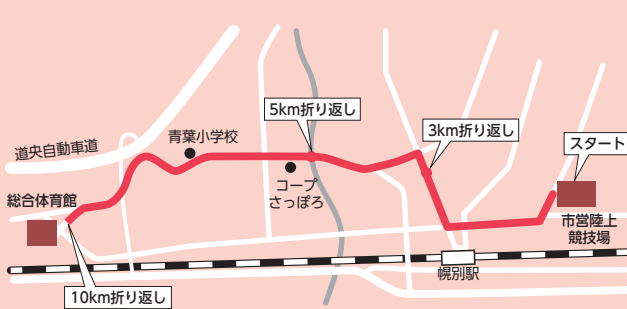 5km折り返し
3km折り返し
スタート
青葉小学校
道央自動車道
コープ
さっぽろ
総合体育館
市営陸上
競技場
幌別駅
10km折り返し